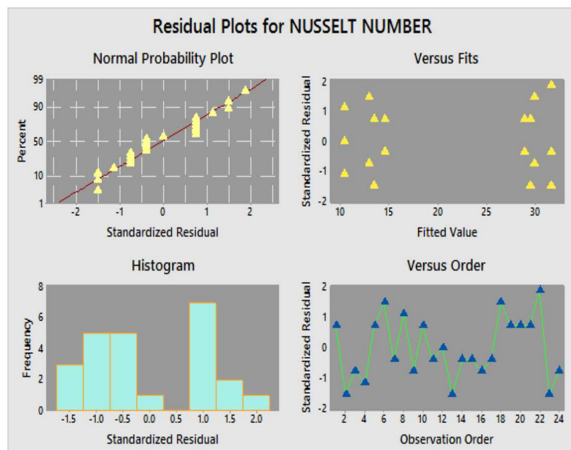 Residual Plots for NUSSELT NUMBER
Normal Probability Plot
99
90
50
10
1
Percent
-2 -1 0 1 2
Standardized Residual
Versus Fits
2
1
0
-1
-2
Standardized Residual
10 15 20 25 30
Fitted Value
Histogram
8
6
4
2
0
Frequency
-1.5 -1.0 -0.5 0.0 0.5 1.0 1.5 2.0
Standardized Residual
Versus Order
2
1
0
-1
-2
Standardized Residual
2 4 6 8 10 12 14 16 18 20 22 24
Observation Order